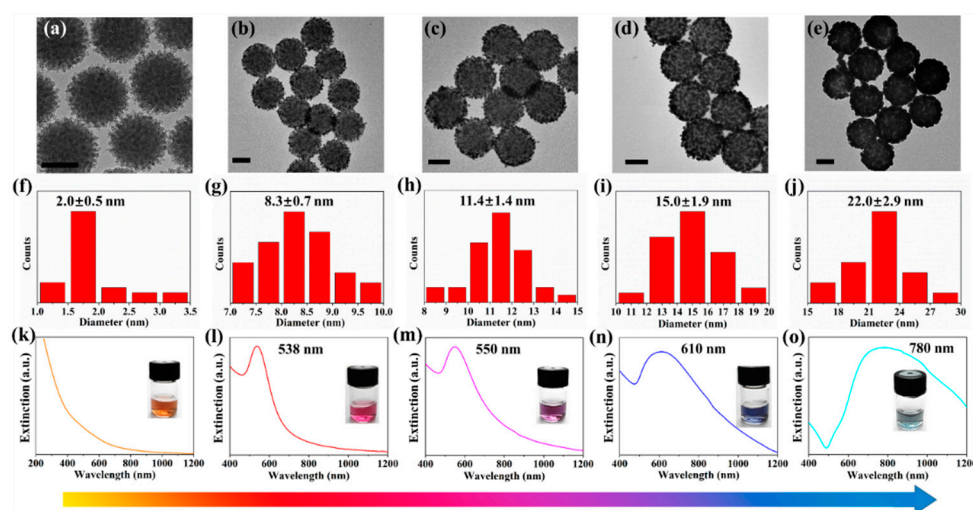 (a) (b) (c) (d) (e)
(f) (g) (h) (i) (j)
2.0±0.5 nm 8.3±0.7 nm 11.4±1.4 nm 15.0±1.9 nm 22.0±2.9 nm
Counts Counts Counts Counts Counts
1.0 1.5 2.0 2.5 3.0 3.5 7.0 7.5 8.0 8.5 9.0 9.5 10.0 8 9 10 11 12 13 14 15 10 11 12 13 14 15 16 17 18 19 20 15 18 21 24 27 30
Diameter (nm) Diameter (nm) Diameter (nm) Diameter (nm) Diameter (nm)
(k) (l) (m) (n) (o)
538 nm 550 nm 610 nm 780 nm
Extinction (a.u.) Extinction (a.u.) Extinction (a.u.) Extinction (a.u.) Extinction (a.u.)
200 400 600 800 1000 1200 400 600 800 1000 1200 400 600 800 1000 1200 400 600 800 1000 1200 400 600 800 1000 1200
Wavelength (nm) Wavelength (nm) Wavelength (nm) Wavelength (nm) Wavelength (nm)